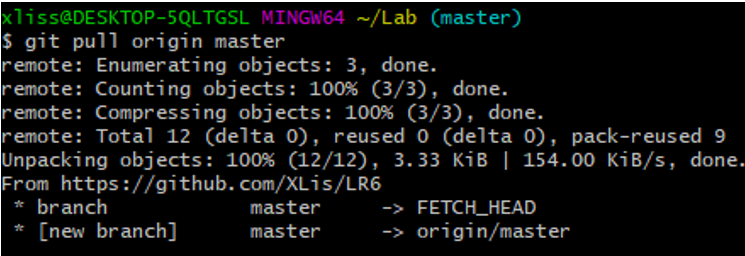 xliss@DESKTOP-5QLTGSL MINGW64 ~/Lab (master)
$ git pull origin master
remote: Enumerating objects: 3, done.
remote: Counting objects: 100% (3/3), done.
remote: Compressing objects: 100% (3/3), done.
remote: Total 12 (delta 0), reused 0 (delta 0), pack-reused 9
Unpacking objects: 100% (12/12), 3.33 KiB | 154.00 KiB/s, done.
From https://github.com/XLis/LR6
 * branch            master     -> FETCH_HEAD
 * [new branch]      master     -> origin/master